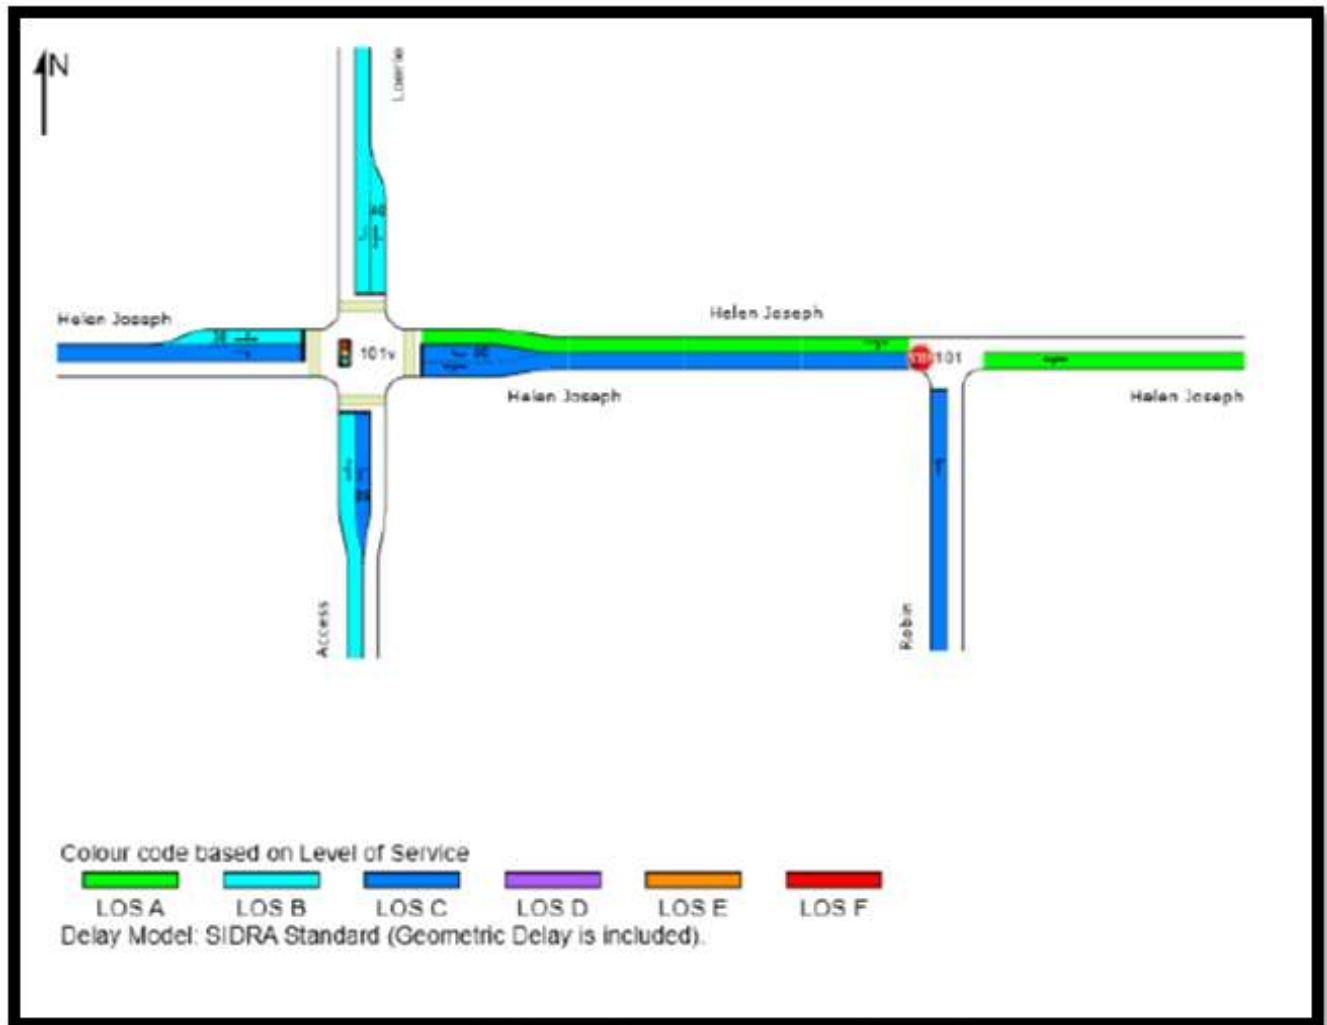 N
Helen Joseph
Helen Joseph
101v
101
Helen Joseph
Helen Joseph
Access
Robin
Colour code based on Level of Service
LOS A LOS B LOS C LOS D LOS E LOS F
Delay Model: SIDRA Standard (Geometric Delay is included).